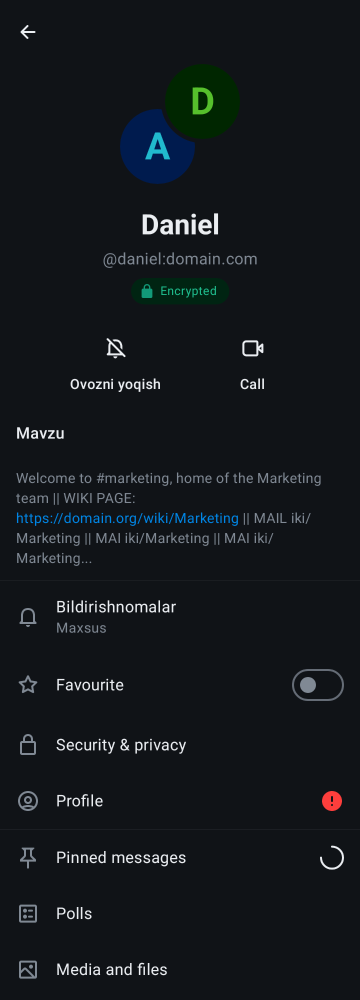 D
A
Daniel
@daniel:domain.com
Encrypted
Ovozni yoqish
Call
Mavzu
Welcome to #marketing, home of the Marketing
team || WIKI PAGE:
https://domain.org/wiki/Marketing || MAIL iki/
Marketing || MAI iki/Marketing || MAI iki/
Marketing...
Bildirishnomalar
Maxsus
Favourite
Security & privacy
Profile
Pinned messages
Polls
Media and files